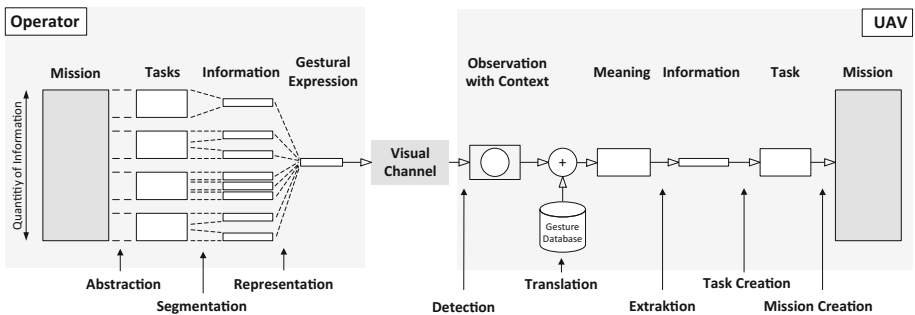 Operator
UAV
Mission
Tasks
Information
Gestural
Expression
Observation
with Context
Meaning
Information
Task
Mission
Quantity of Information
Visual
Channel
+
Gesture
Database
Abstraction
Segmentation
Representation
Detection
Translation
Extraktion
Task Creation
Mission Creation